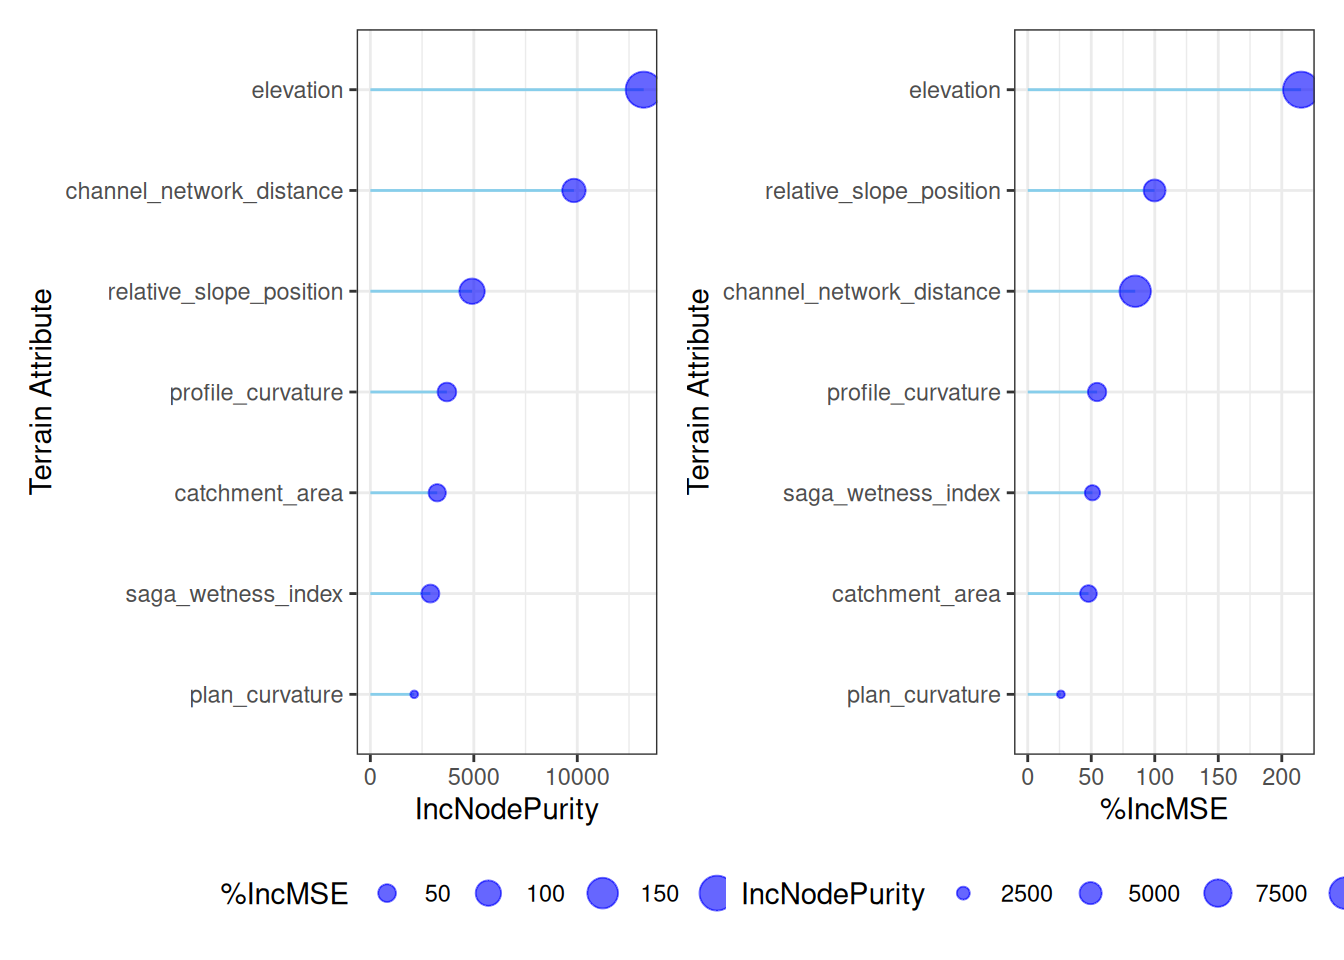 Terrain Attribute
elevation
channel_network_distance
relative_slope_position
profile_curvature
catchment_area
saga_wetness_index
plan_curvature
0 5000 10000
IncNodePurity
%IncMSE 50 100 150
Terrain Attribute
elevation
relative_slope_position
channel_network_distance
profile_curvature
saga_wetness_index
catchment_area
plan_curvature
0 50 100 150 200
%IncMSE
IncNodePurity 2500 5000 7500